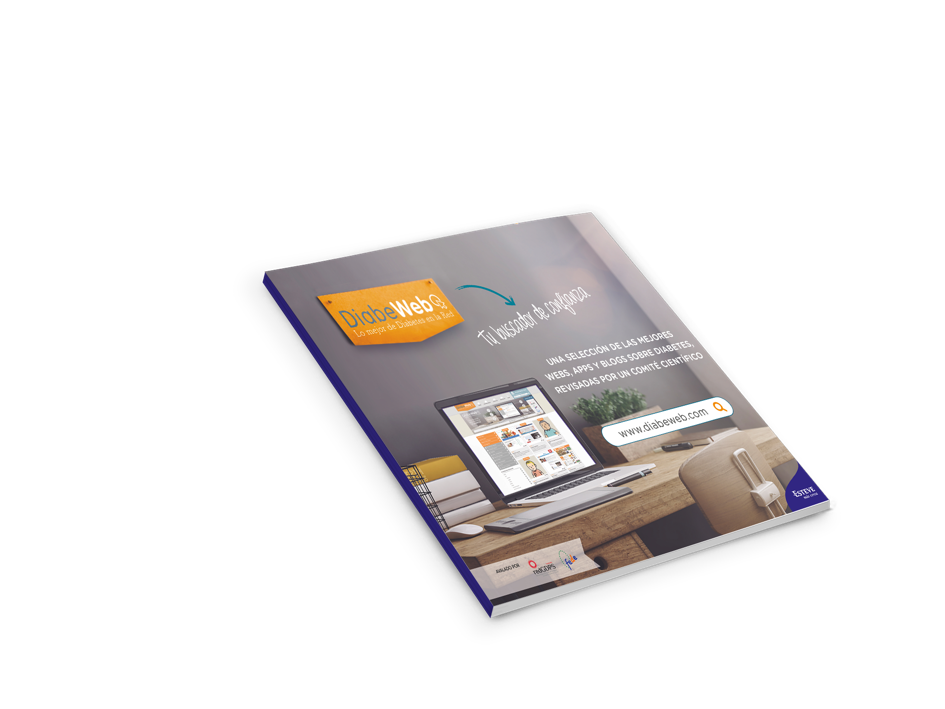 DiabeWeb
Lo mejor de Diabetes en la Red
Tu buscador de confianza
UNA SELECCIÓN DE LAS MEJORES
WEBS, APPS Y BLOGS SOBRE DIABETES,
REVISADAS POR UN COMITÉ CIENTÍFICO
www.diabeweb.com
ESTEVE
AVALADO POR